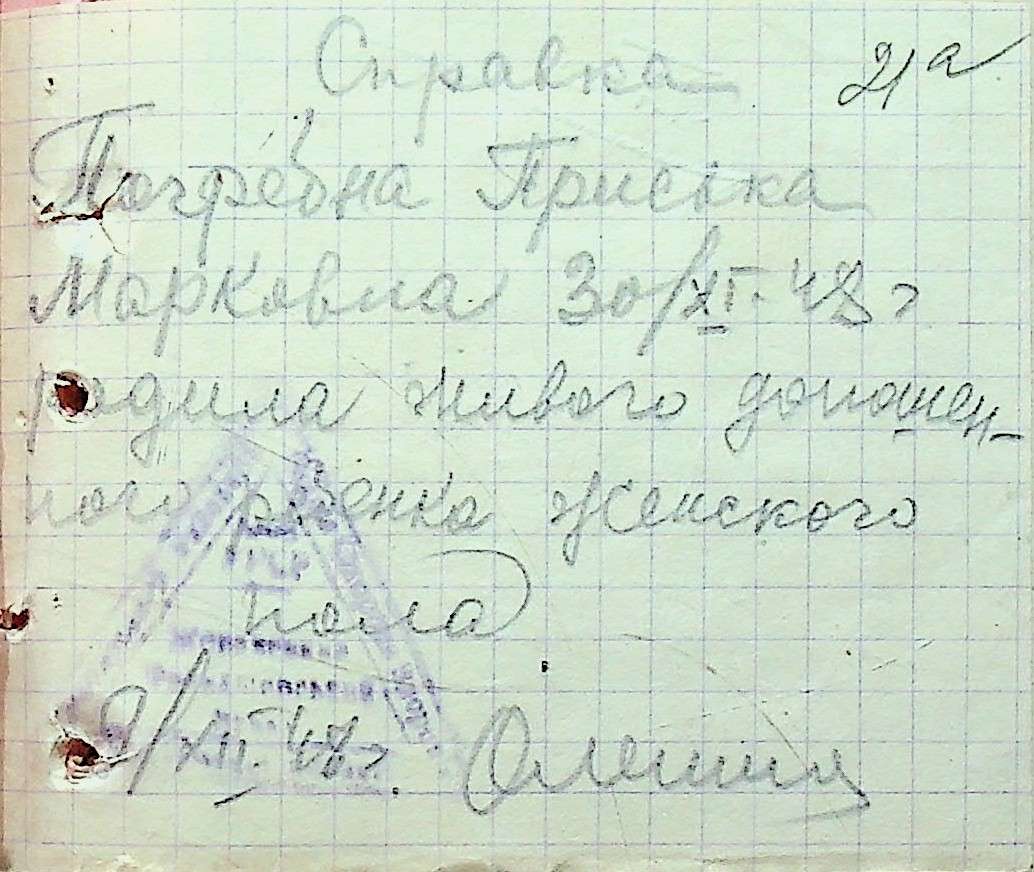 Справка
21а
Погребна Приська
Марковна 30/XI. 48 г
родила живого доношен-
ного ребенка женского
пола
9/XII. 48 г.